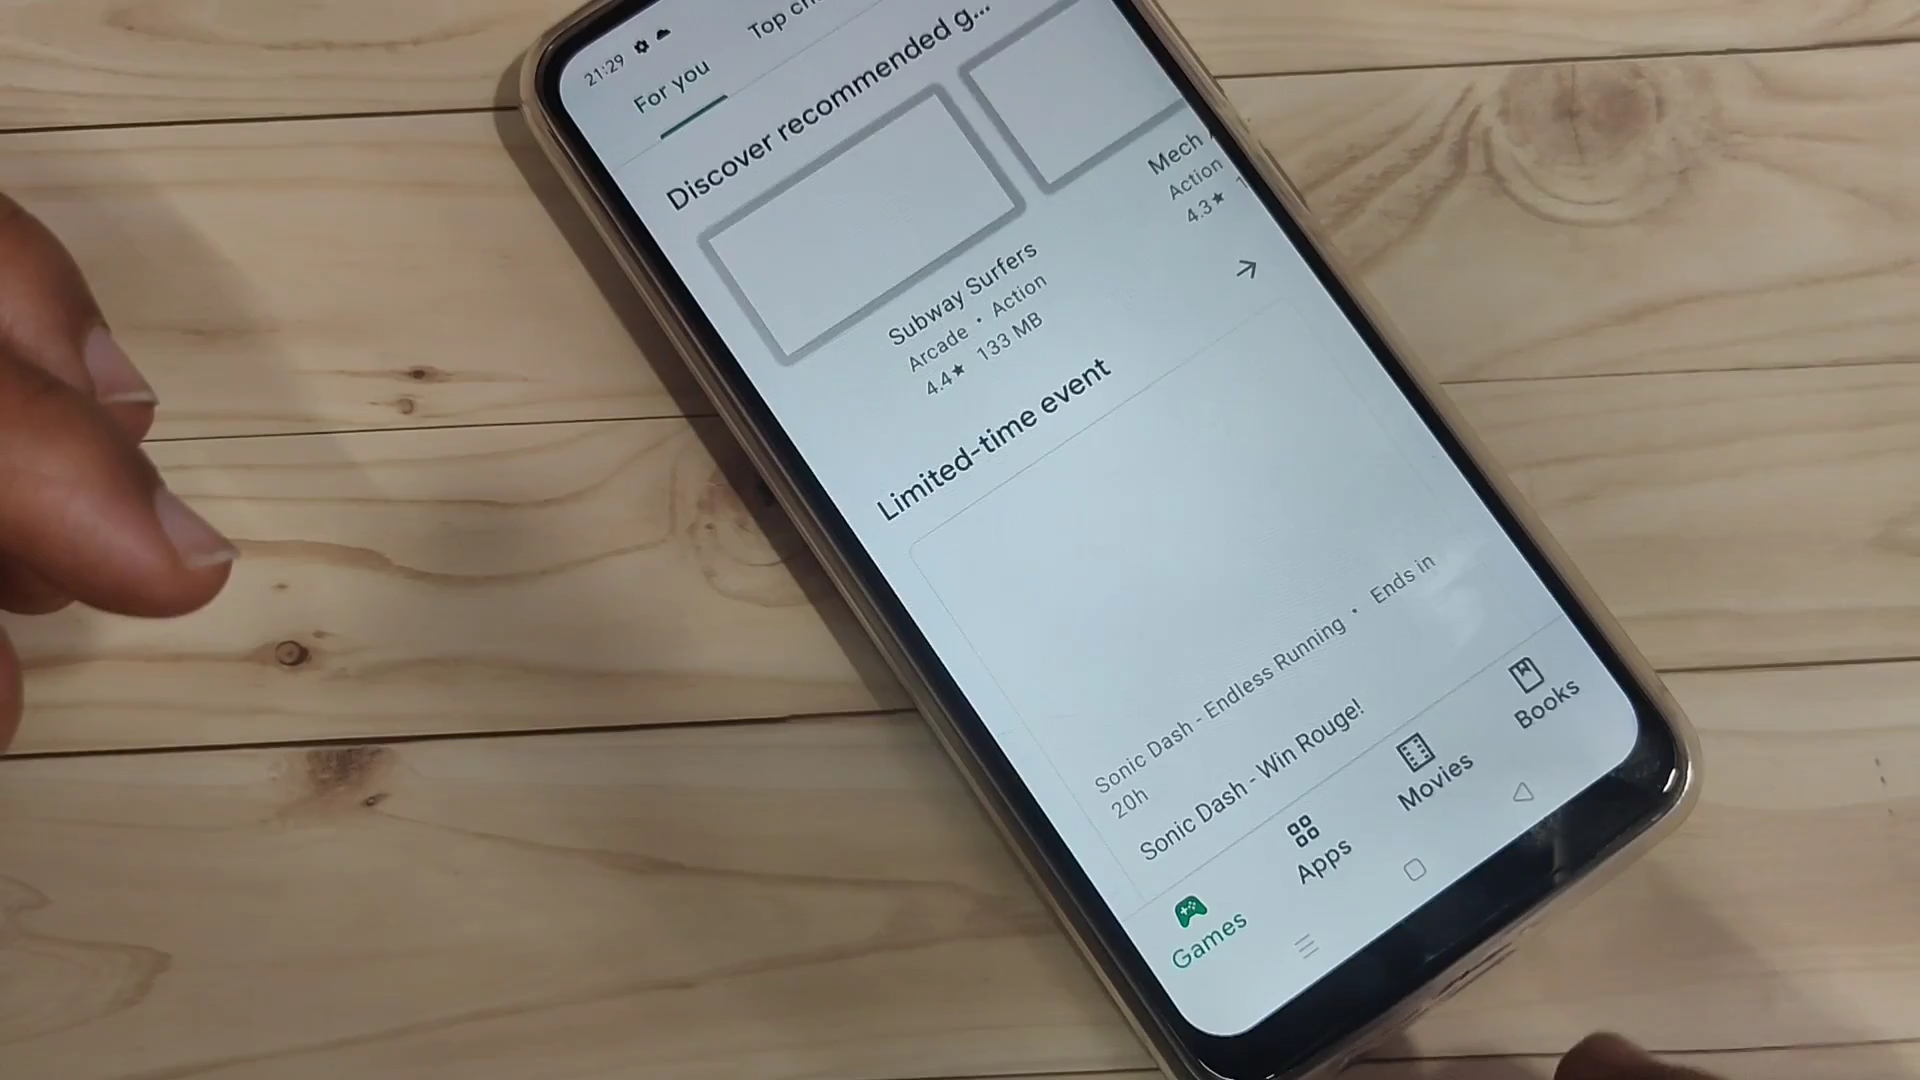 21:29
For you
Top
Discover recommended g...
Subway Surfers
Arcade • Action
4.4★ 133 MB
Mech
Action
4.3★
Limited-time event
Sonic Dash - Endless Running • Ends in
20h
Sonic Dash - Win Rouge!
Games
Apps
Movies
Books